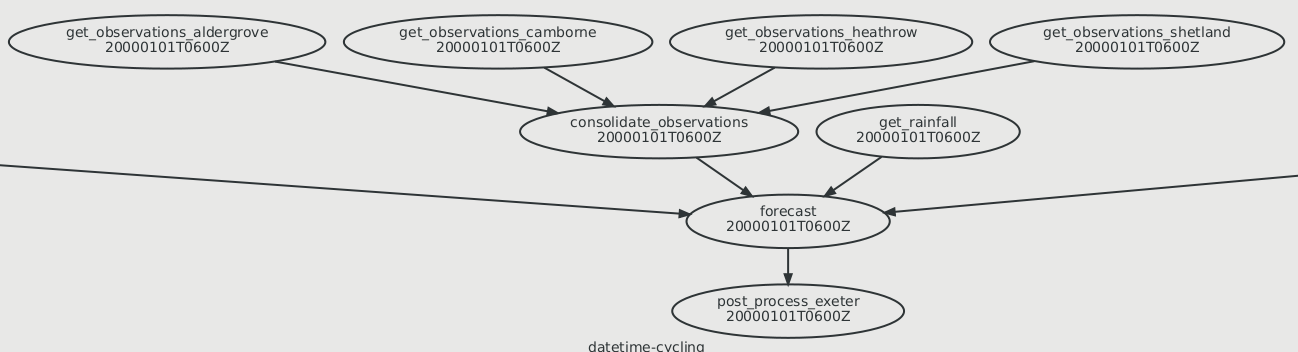 get_observations_aldergrove
20000101T0600Z
get_observations_camborne
20000101T0600Z
get_observations_heathrow
20000101T0600Z
get_observations_shetland
20000101T0600Z
consolidate_observations
20000101T0600Z
get_rainfall
20000101T0600Z
forecast
20000101T0600Z
post_process_exeter
20000101T0600Z
datetime-cycling